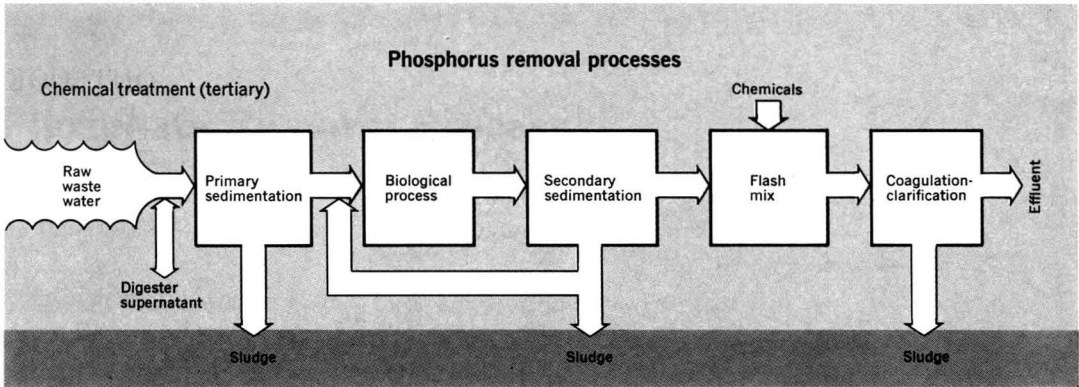 Phosphorus removal processes
Chemical treatment (tertiary)
Chemicals
Raw
waste
water
Primary
sedimentation
Biological
process
Secondary
sedimentation
Flash
mix
Coagulation-
clarification
Effluent
Digester
supernatant
Sludge
Sludge
Sludge